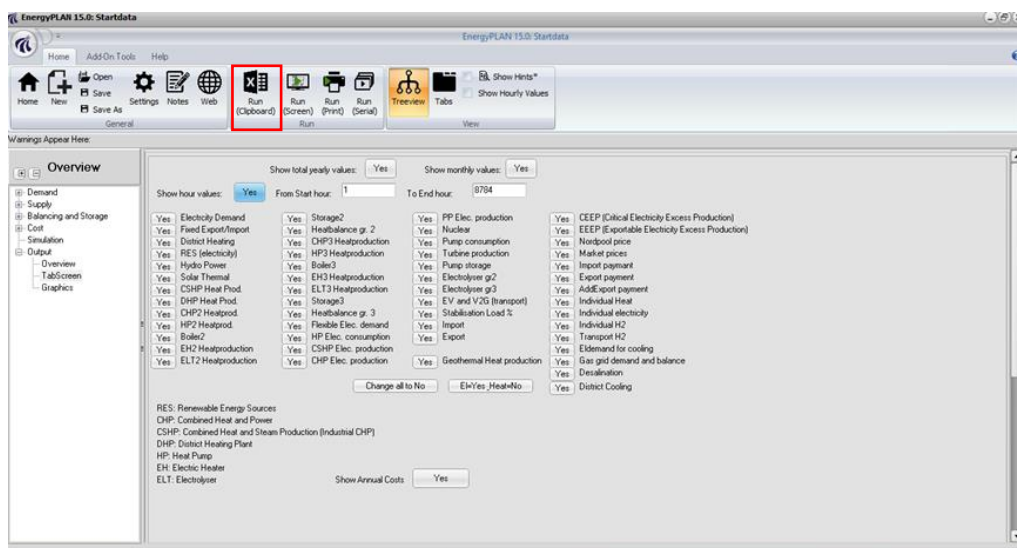 EnergyPLAN 15.0: Startdata
EnergyPLAN 15.0: Startdata
Home Add-On Tools Help
Home New Open Save Save As Settings Notes Web Run (Clipboard) Run (Screen) Run (Print) Run (Serial) Treeview Tabs Show Hints* Show Hourly Values
General Run View
Warnings Appear Here:
Overview
Demand
Supply
Balancing and Storage
Cost
Simulation
Output
Overview
TabScreen
Graphics
Show total yearly values: Yes Show monthly values: Yes
Show hour values: Yes From Start hour: 1 To End hour: 8784
Yes Electricity Demand
Yes Fixed Export/Import
Yes District Heating
Yes RES (electricity)
Yes Hydro Power
Yes Solar Thermal
Yes CSHP Heat Prod.
Yes DHP Heat Prod.
Yes CHP2 Heatprod.
Yes HP2 Heatprod.
Yes Boiler2
Yes EH2 Heatproduction
Yes ELT2 Heatproduction
Yes Storage2
Yes Heatbalance gr. 2
Yes CHP3 Heatproduction
Yes HP3 Heatproduction
Yes Boiler3
Yes EH3 Heatproduction
Yes ELT3 Heatproduction
Yes Storage3
Yes Heatbalance gr. 3
Yes Flexible Elec. demand
Yes HP Elec. consumption
Yes CSHP Elec. production
Yes CHP Elec. production
Yes PP Elec. production
Yes Nuclear
Yes Pump consumption
Yes Turbine production
Yes Pump storage
Yes Electrolyser gr2
Yes Electrolyser gr3
Yes EV and V2G (transport)
Yes Stabilisation Load %
Yes Import
Yes Export
Yes Geothermal Heat production
Yes CEEP (Critical Electricity Excess Production)
Yes EEEP (Exportable Electricity Excess Production)
Yes Nordpool price
Yes Market prices
Yes Import paymant
Yes Export payment
Yes AddExport payment
Yes Individual Heat
Yes Individual electricity
Yes Individual H2
Yes Transport H2
Yes Eldemand for cooling
Yes Gas grid demand and balance
Yes Desalination
Yes District Cooling
Change all to No El=Yes ,Heat=No
RES: Renewable Energy Sources
CHP: Combined Heat and Power
CSHP: Combined Heat and Steam Production (Industrial CHP)
DHP: District Heating Plant
HP: Heat Pump
EH: Electric Heater
ELT: Electrolyser
Show Annual Costs Yes